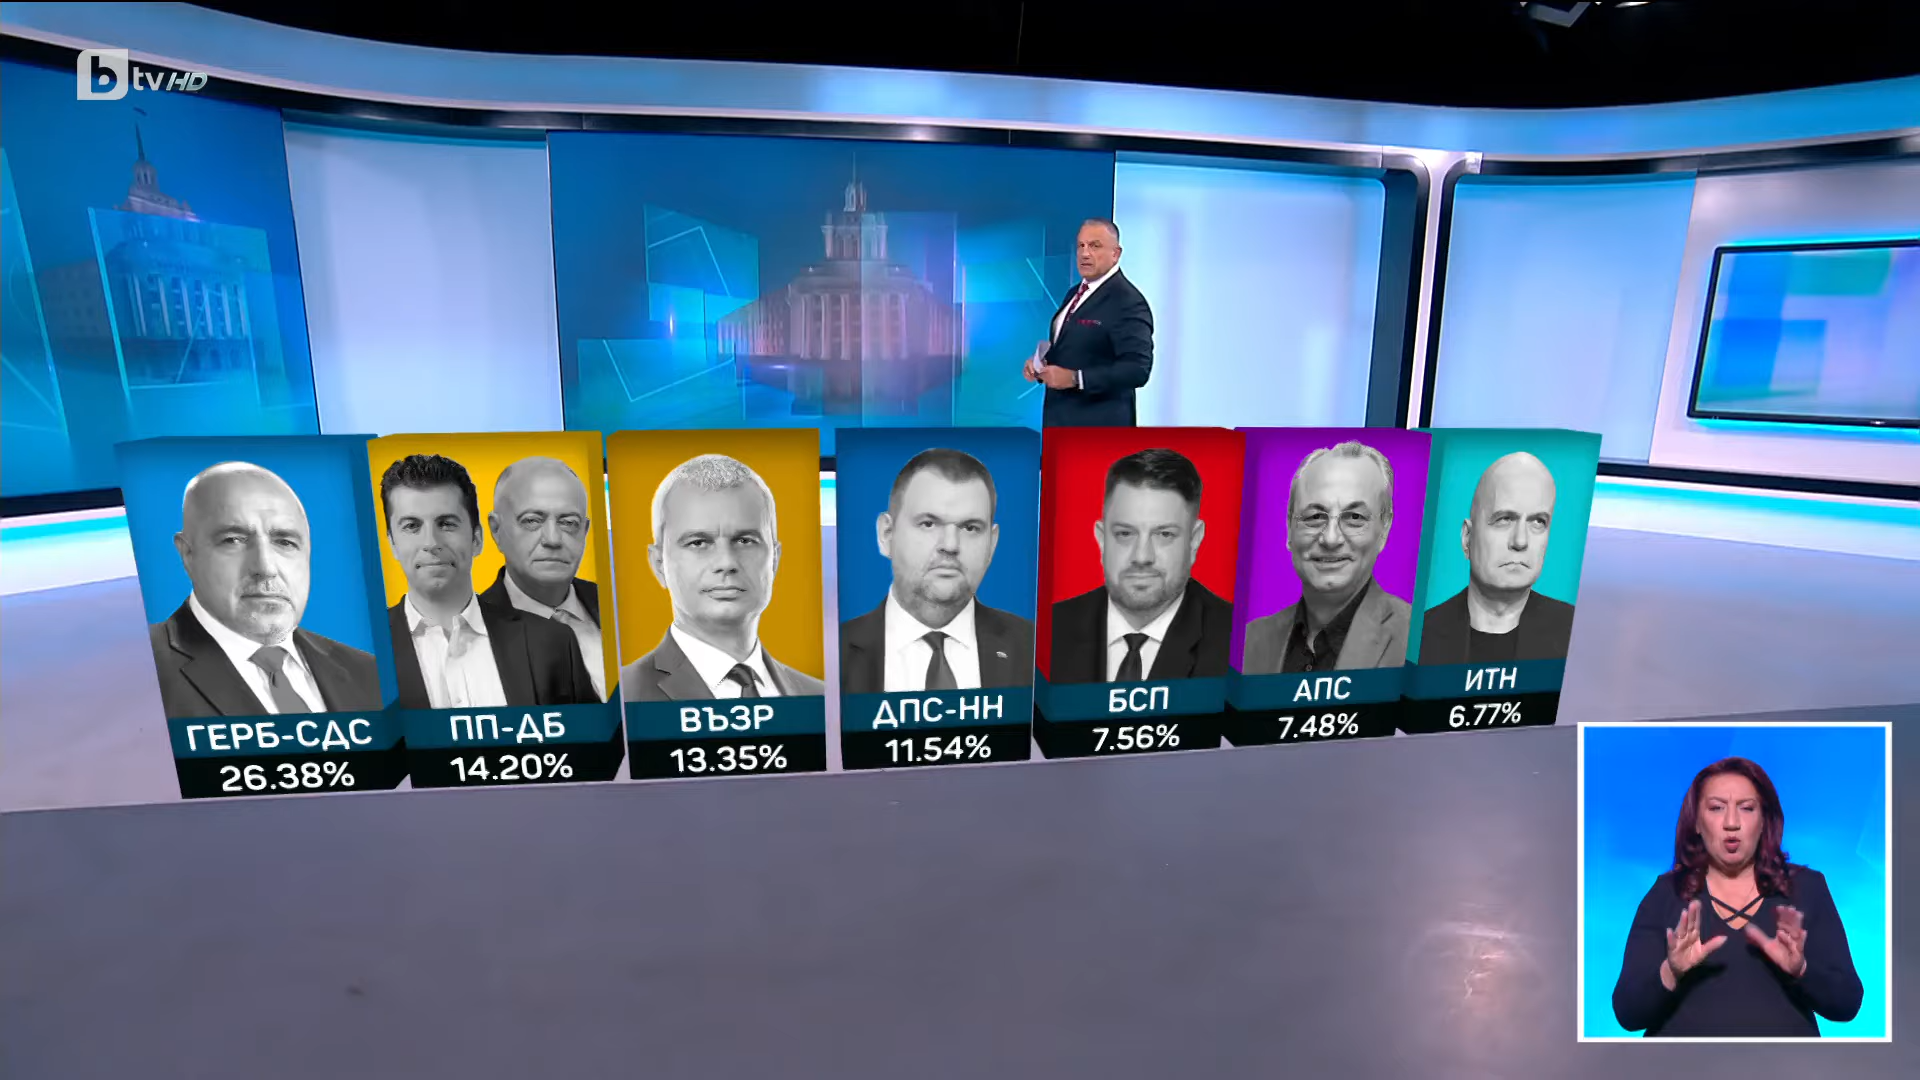 btv HD
ГЕРБ-СДС
26.38%
ПП-ДБ
14.20%
ВЪЗР
13.35%
ДПС-НН
11.54%
БСП
7.56%
АПС
7.48%
ИТН
6.77%